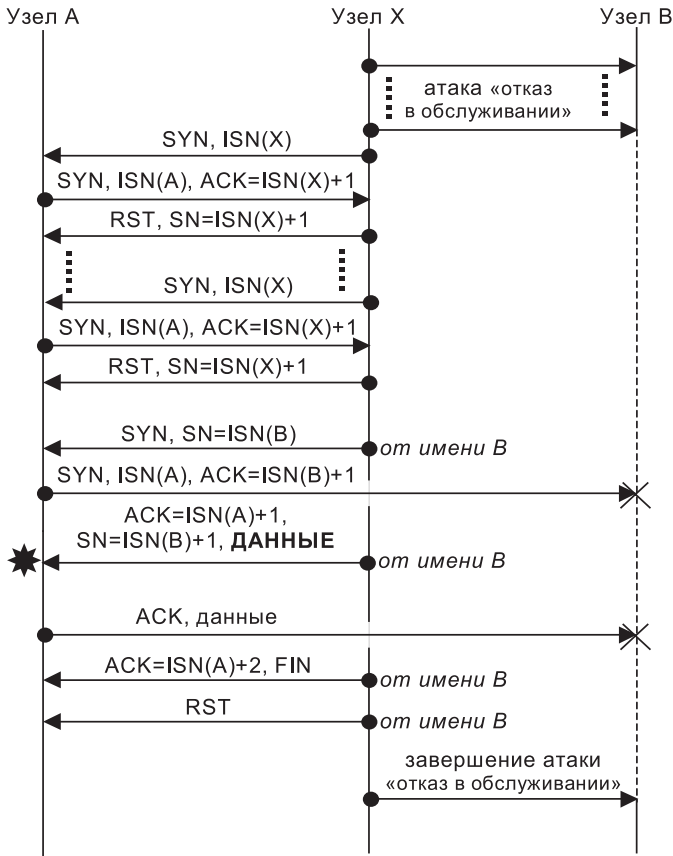 Узел А
Узел X
Узел В
атака «отказ
в обслуживании»
SYN, ISN(X)
SYN, ISN(A), ACK=ISN(X)+1
RST, SN=ISN(X)+1
SYN, ISN(X)
SYN, ISN(A), ACK=ISN(X)+1
RST, SN=ISN(X)+1
SYN, SN=ISN(B)
от имени В
SYN, ISN(A), ACK=ISN(B)+1
ACK=ISN(A)+1,
SN=ISN(B)+1, ДАННЫЕ
от имени В
ACK, данные
ACK=ISN(A)+2, FIN
от имени В
RST
от имени В
завершение атаки
«отказ в обслуживании»